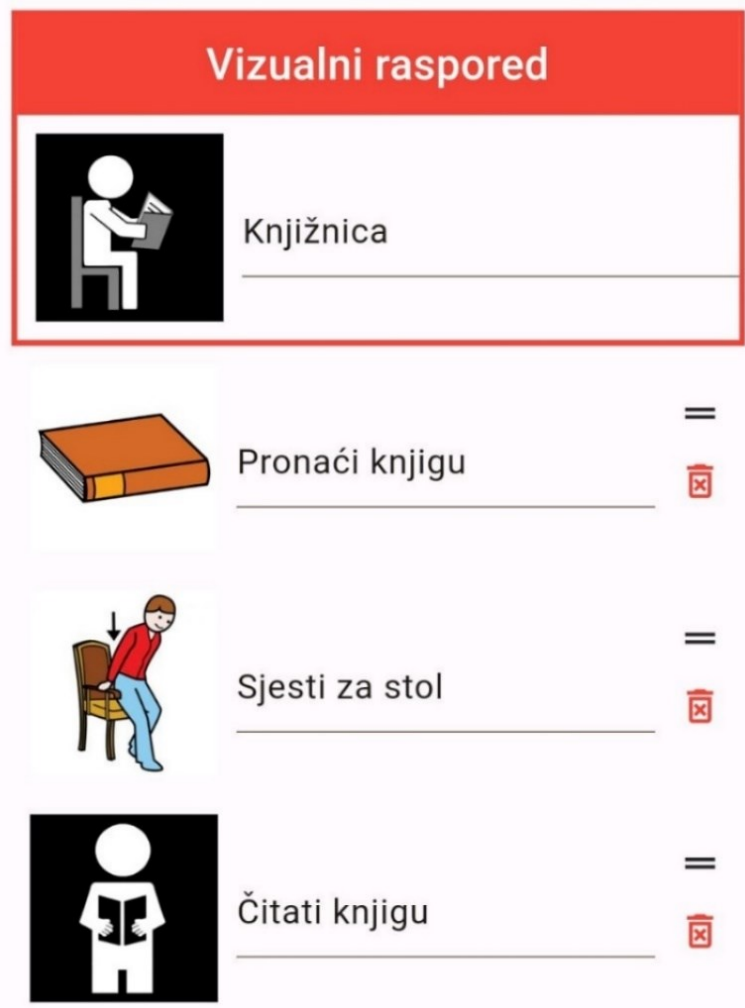 Vizualni raspored
Knjižnica
Pronaći knjigu
Sjesti za stol
Čitati knjigu